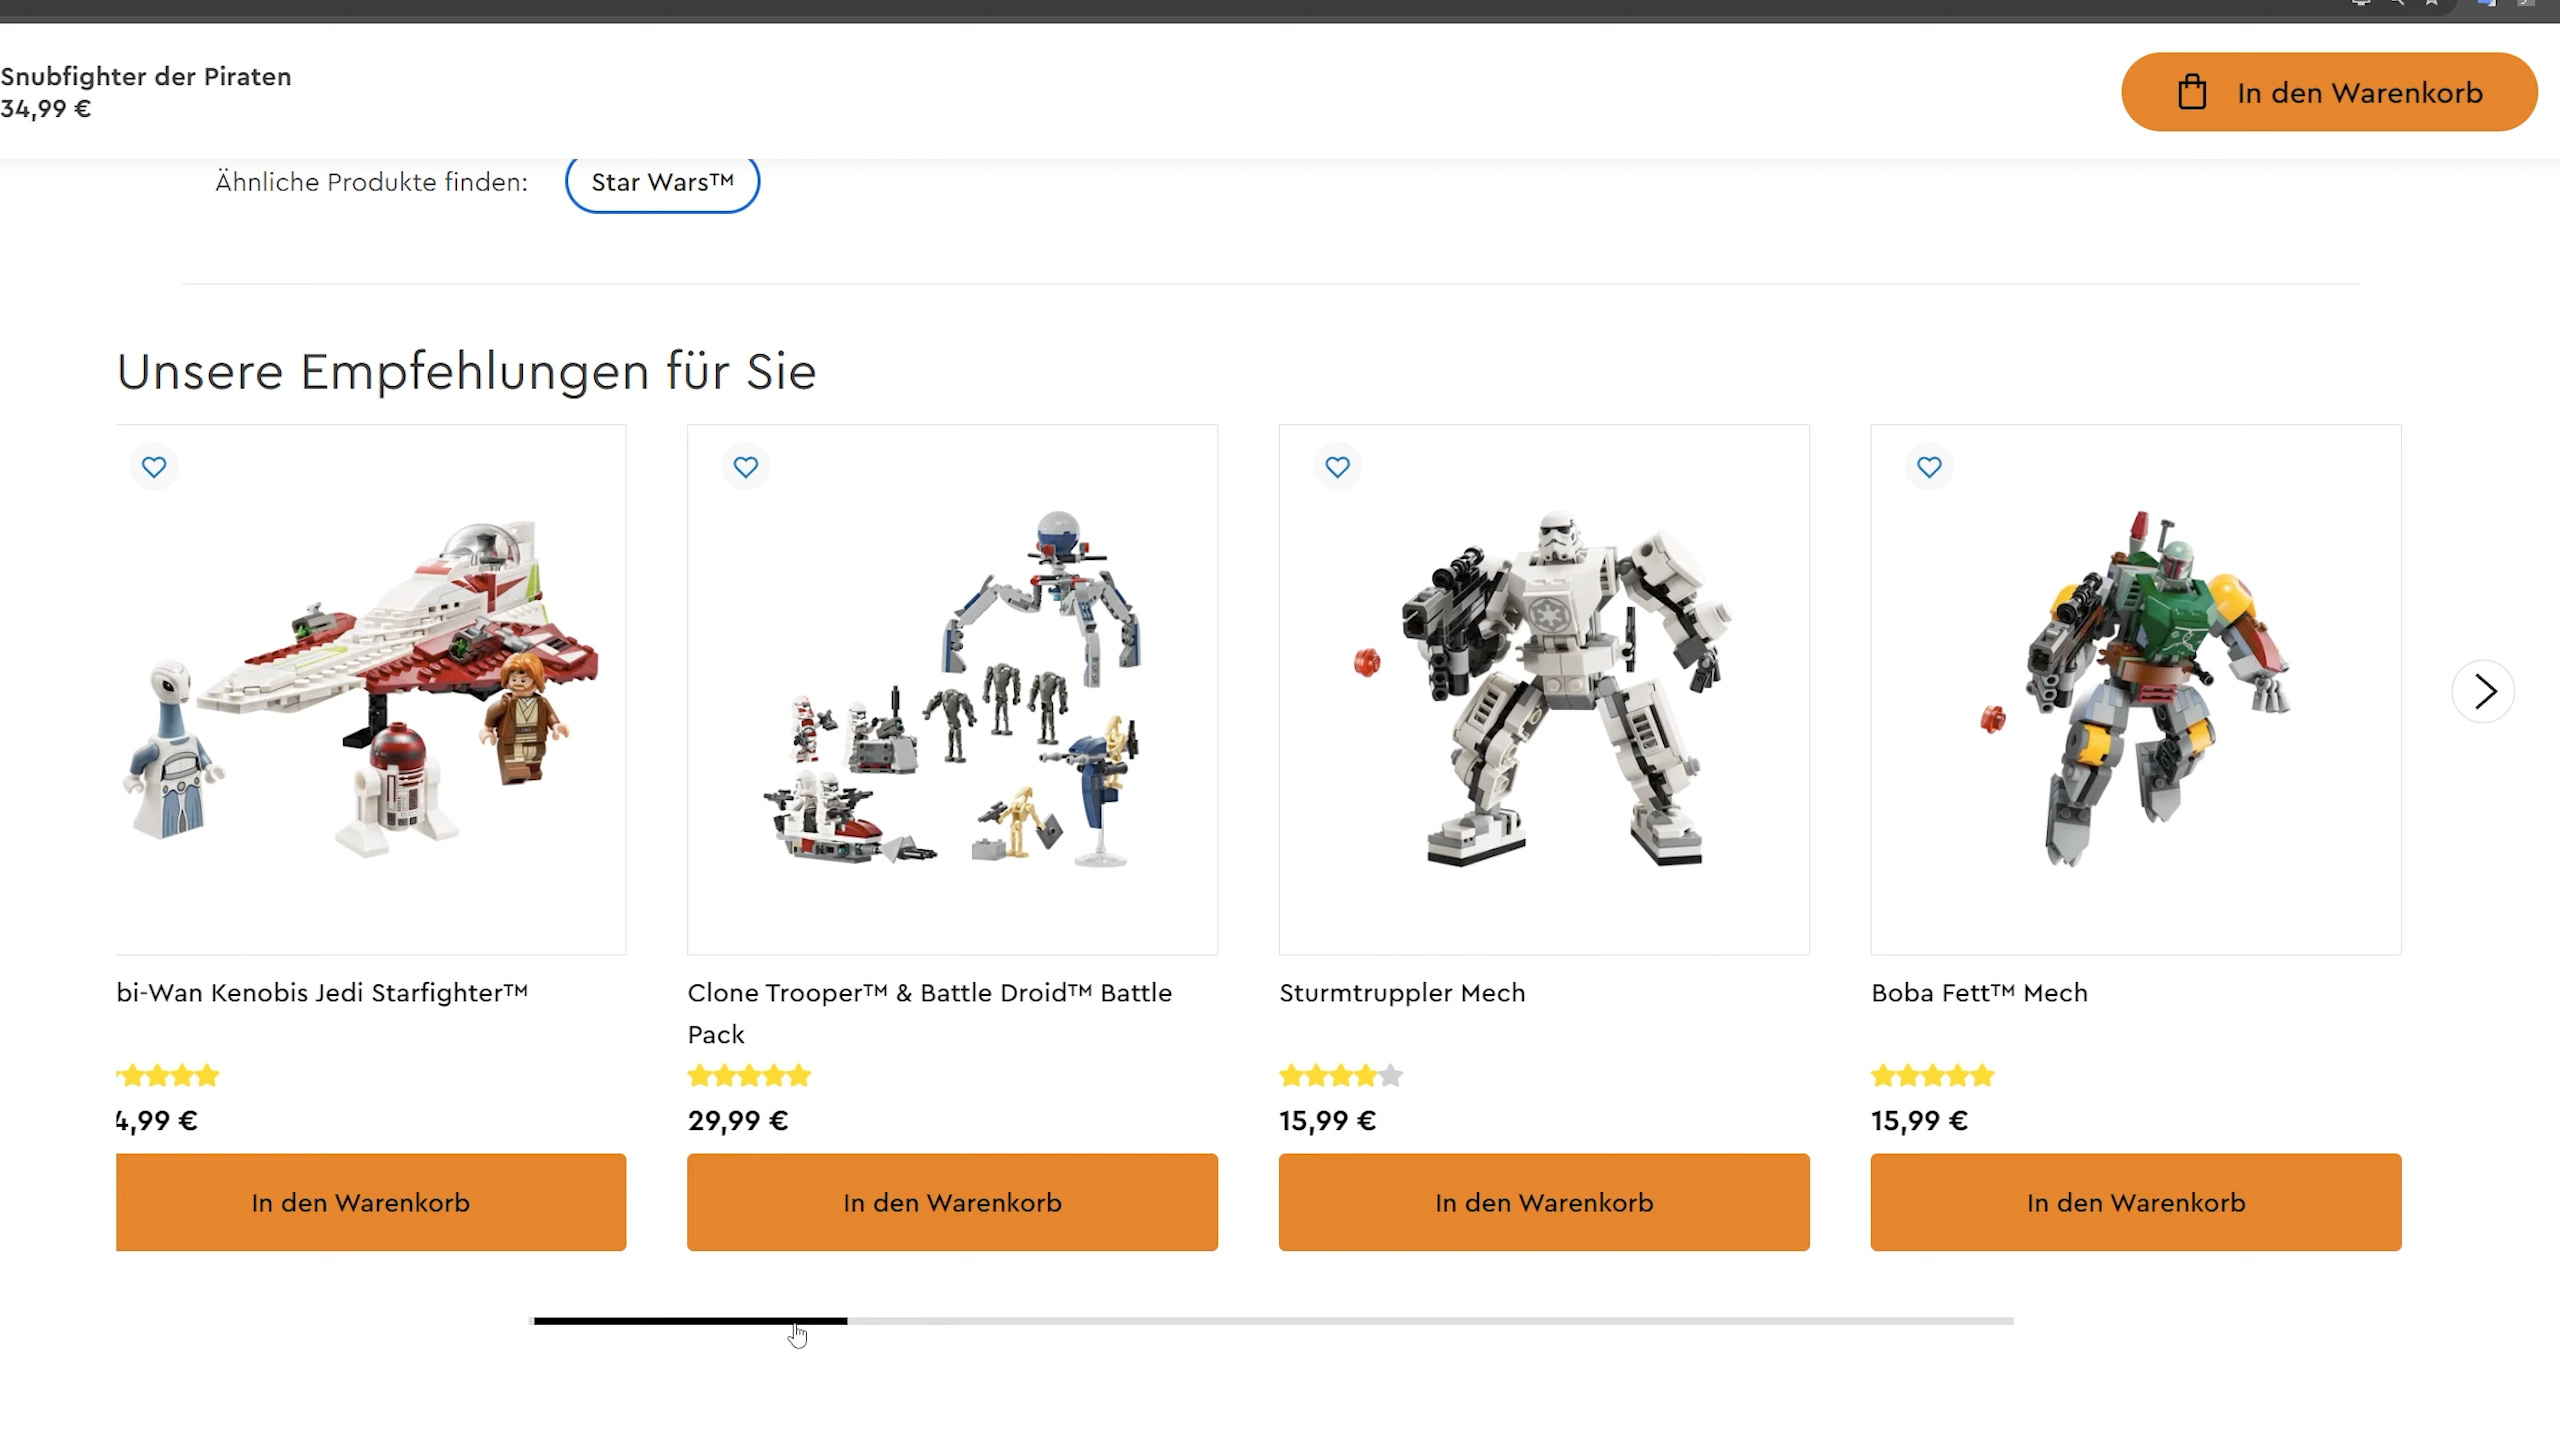 Snubfighter der Piraten
34,99 €
In den Warenkorb
Ähnliche Produkte finden:
Star Wars™
Unsere Empfehlungen für Sie
bi-Wan Kenobis Jedi Starfighter™
4,99 €
In den Warenkorb
Clone Trooper™ & Battle Droid™ Battle
Pack
29,99 €
In den Warenkorb
Sturmtruppler Mech
15,99 €
In den Warenkorb
Boba Fett™ Mech
15,99 €
In den Warenkorb